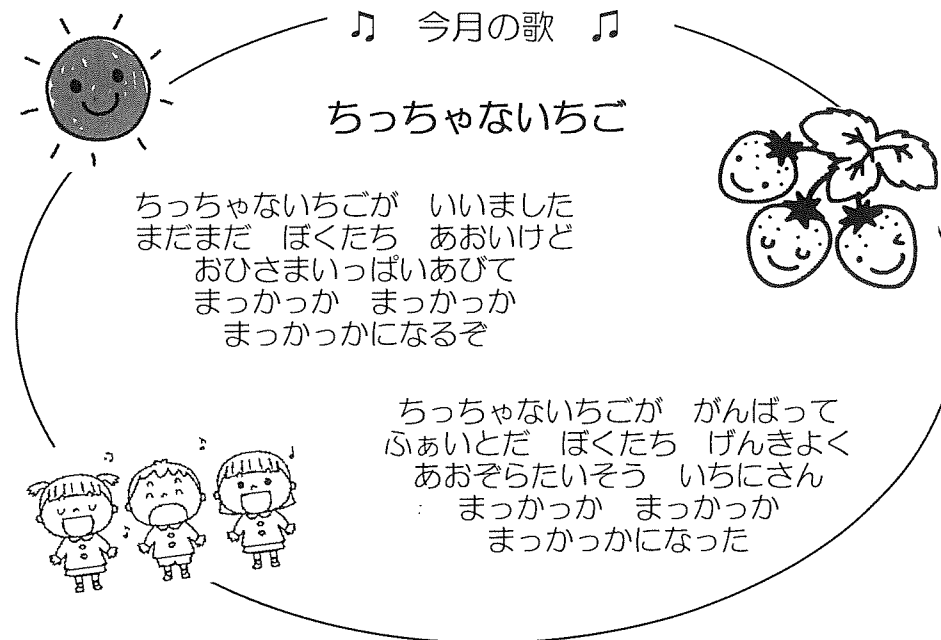 ♫ 今月の歌 ♫
ちっちゃないちご
ちっちゃないちごが いいました
まだまだ ぼくたち あおいけど
おひさまいっぱいあびて
まっかっか まっかっか
まっかっかになるぞ
ちっちゃないちごが がんばって
ふぁいとだ ぼくたち げんきよく
あおぞらたいそう いちにさん
まっかっか まっかっか
まっかっかになった